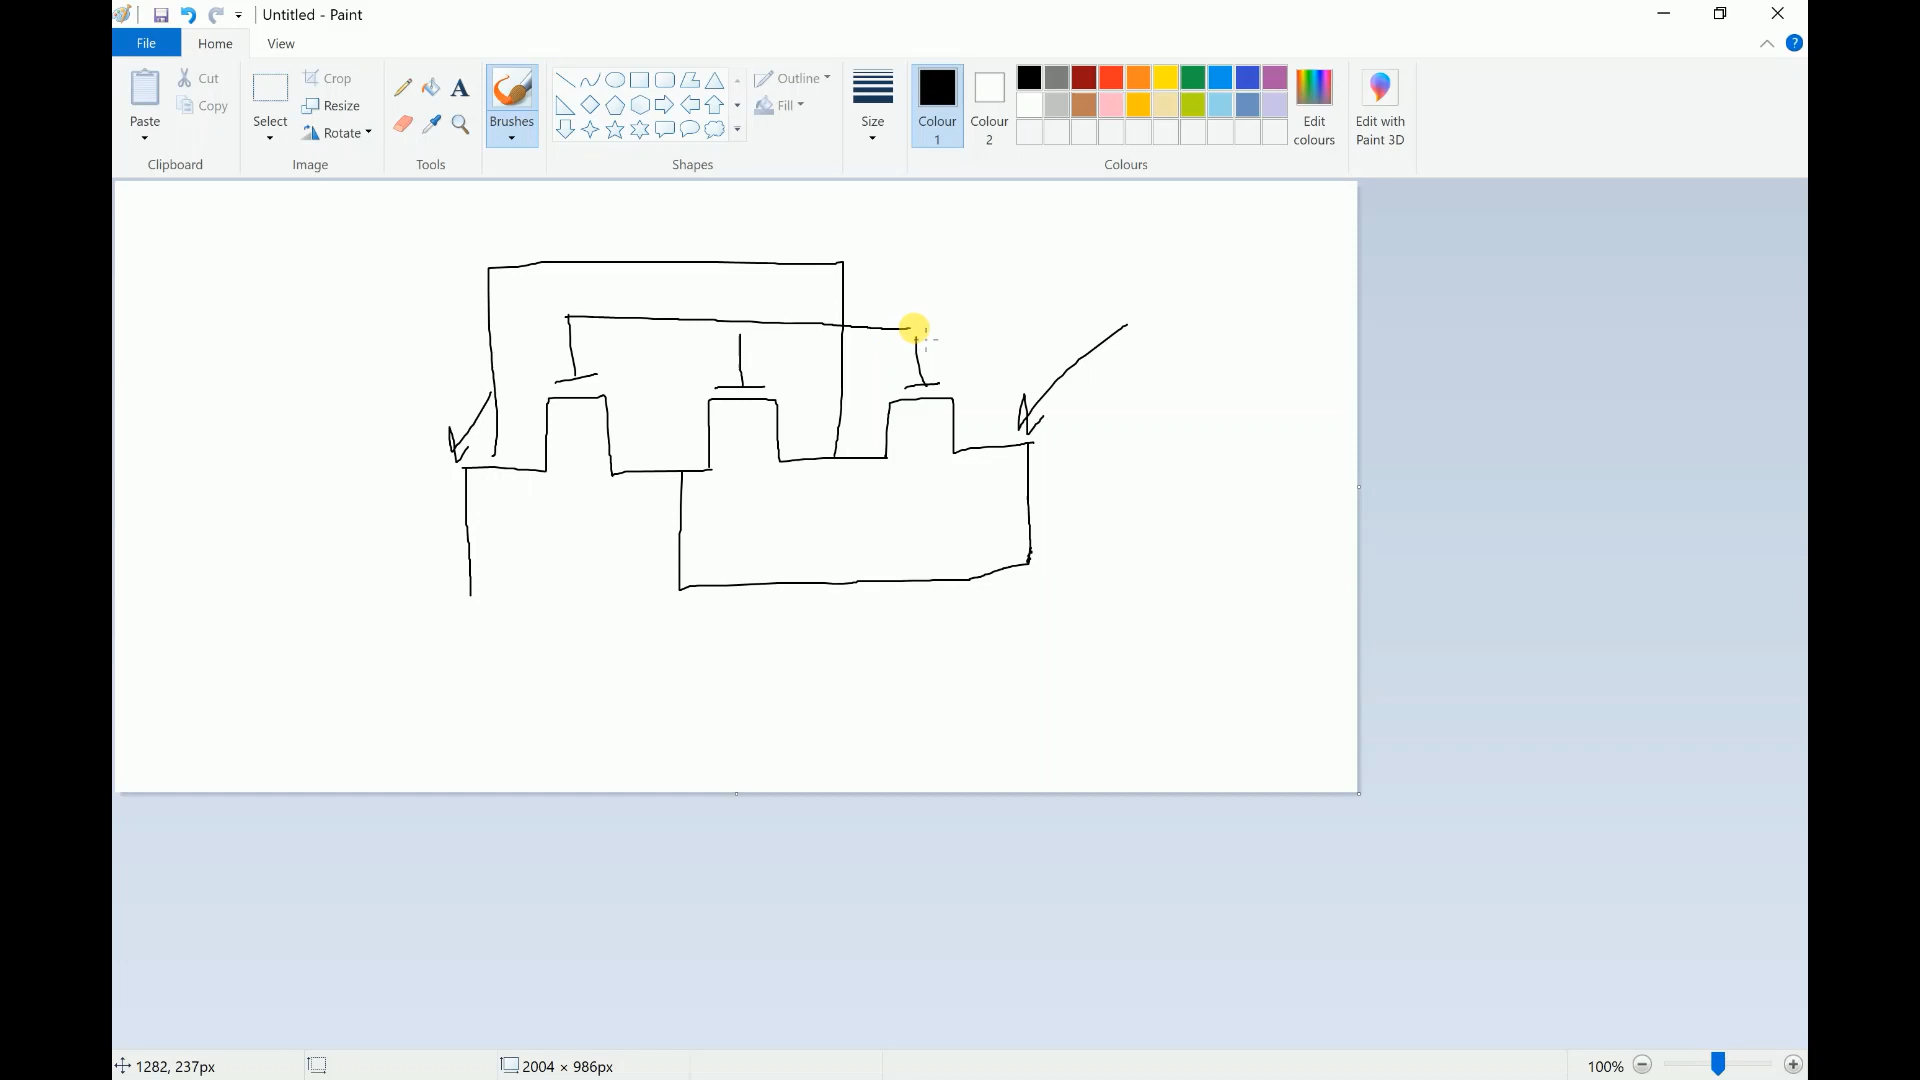 Untitled - Paint
File Home View
Paste
Cut
Copy
Clipboard
Select
Crop
Resize
Rotate
Image
Tools
Brushes
Outline
Fill
Shapes
Size
Colour 1
Colour 2
Edit colours
Colours
Edit with Paint 3D
1282, 237px
2004 × 986px
100%